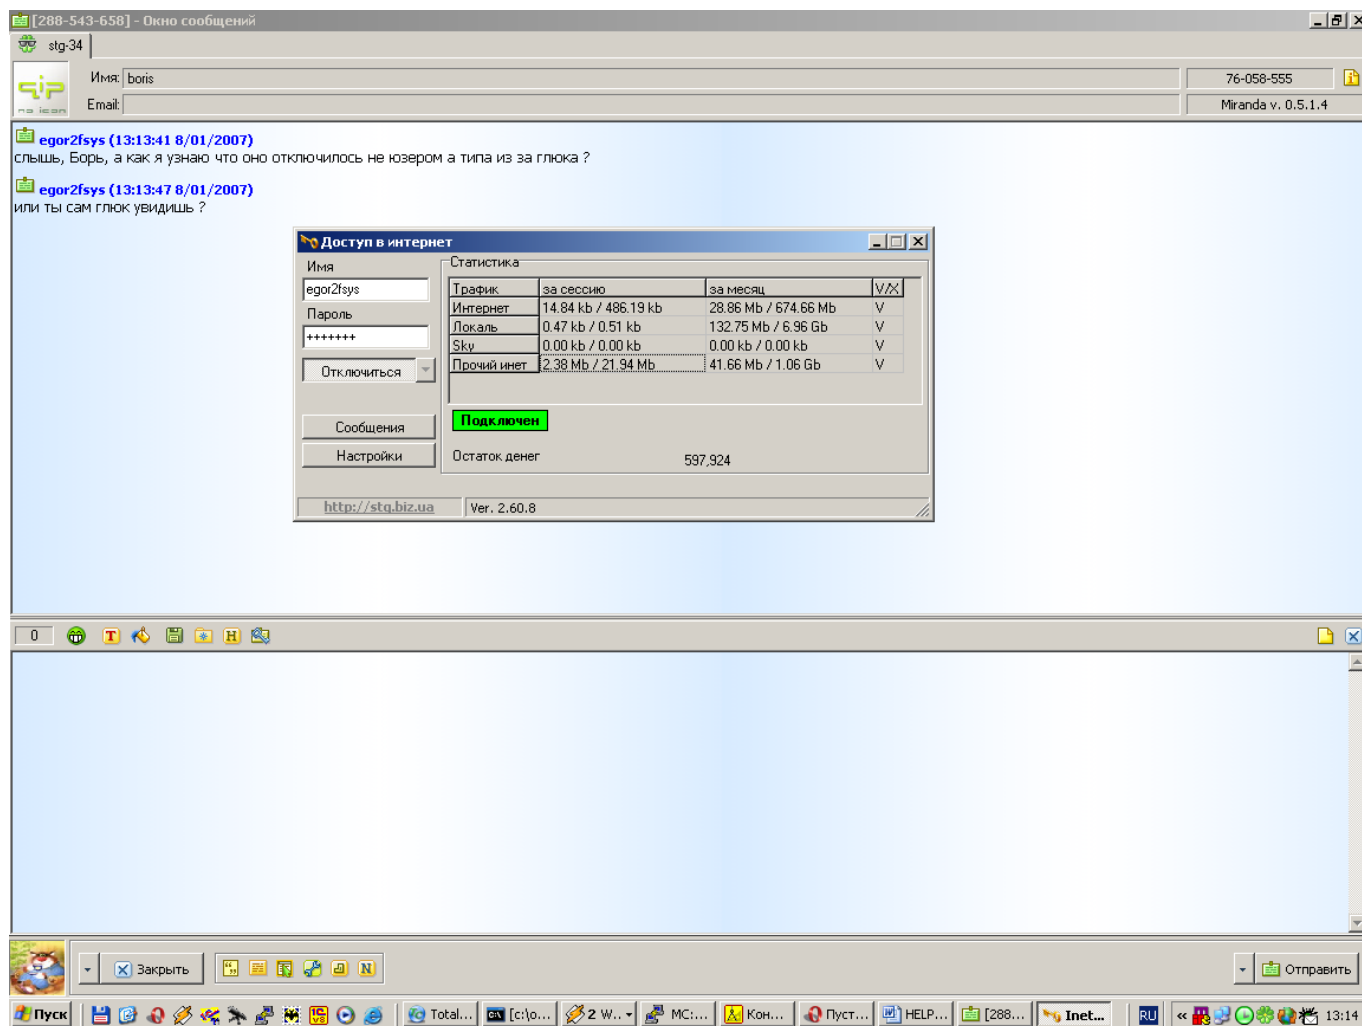 [288-543-658] - Окно сообщений
stg-34
qip
Имя: boris
76-058-555
Email:
Miranda v. 0.5.1.4
egor2fsys (13:13:41 8/01/2007)
слышь, Борь, а как я узнаю что оно отключилось не юзером а типа из за глюка ?
egor2fsys (13:13:47 8/01/2007)
или ты сам глюк увидишь ?
Доступ в интернет
Имя
egor2fsys
Пароль
+++++++
Отключиться
Сообщения
Настройки
Статистика
Трафик за сессию за месяц V/X
Интернет 14.84 kb / 486.19 kb 28.86 Mb / 674.66 Mb V
Локаль 0.47 kb / 0.51 kb 132.75 Mb / 6.96 Gb V
Sky 0.00 kb / 0.00 kb 0.00 kb / 0.00 kb V
Прочий инет 2.38 Mb / 21.94 Mb 41.66 Mb / 1.06 Gb V
Подключен
Остаток денег 597,924
http://stg.biz.ua Ver. 2.60.8
0 T H
Закрыть N Отправить
Пуск Total... [c:\o... 2 W.. MC:... Кон... Пуст... HELP... [288... Inet... RU « 13:14